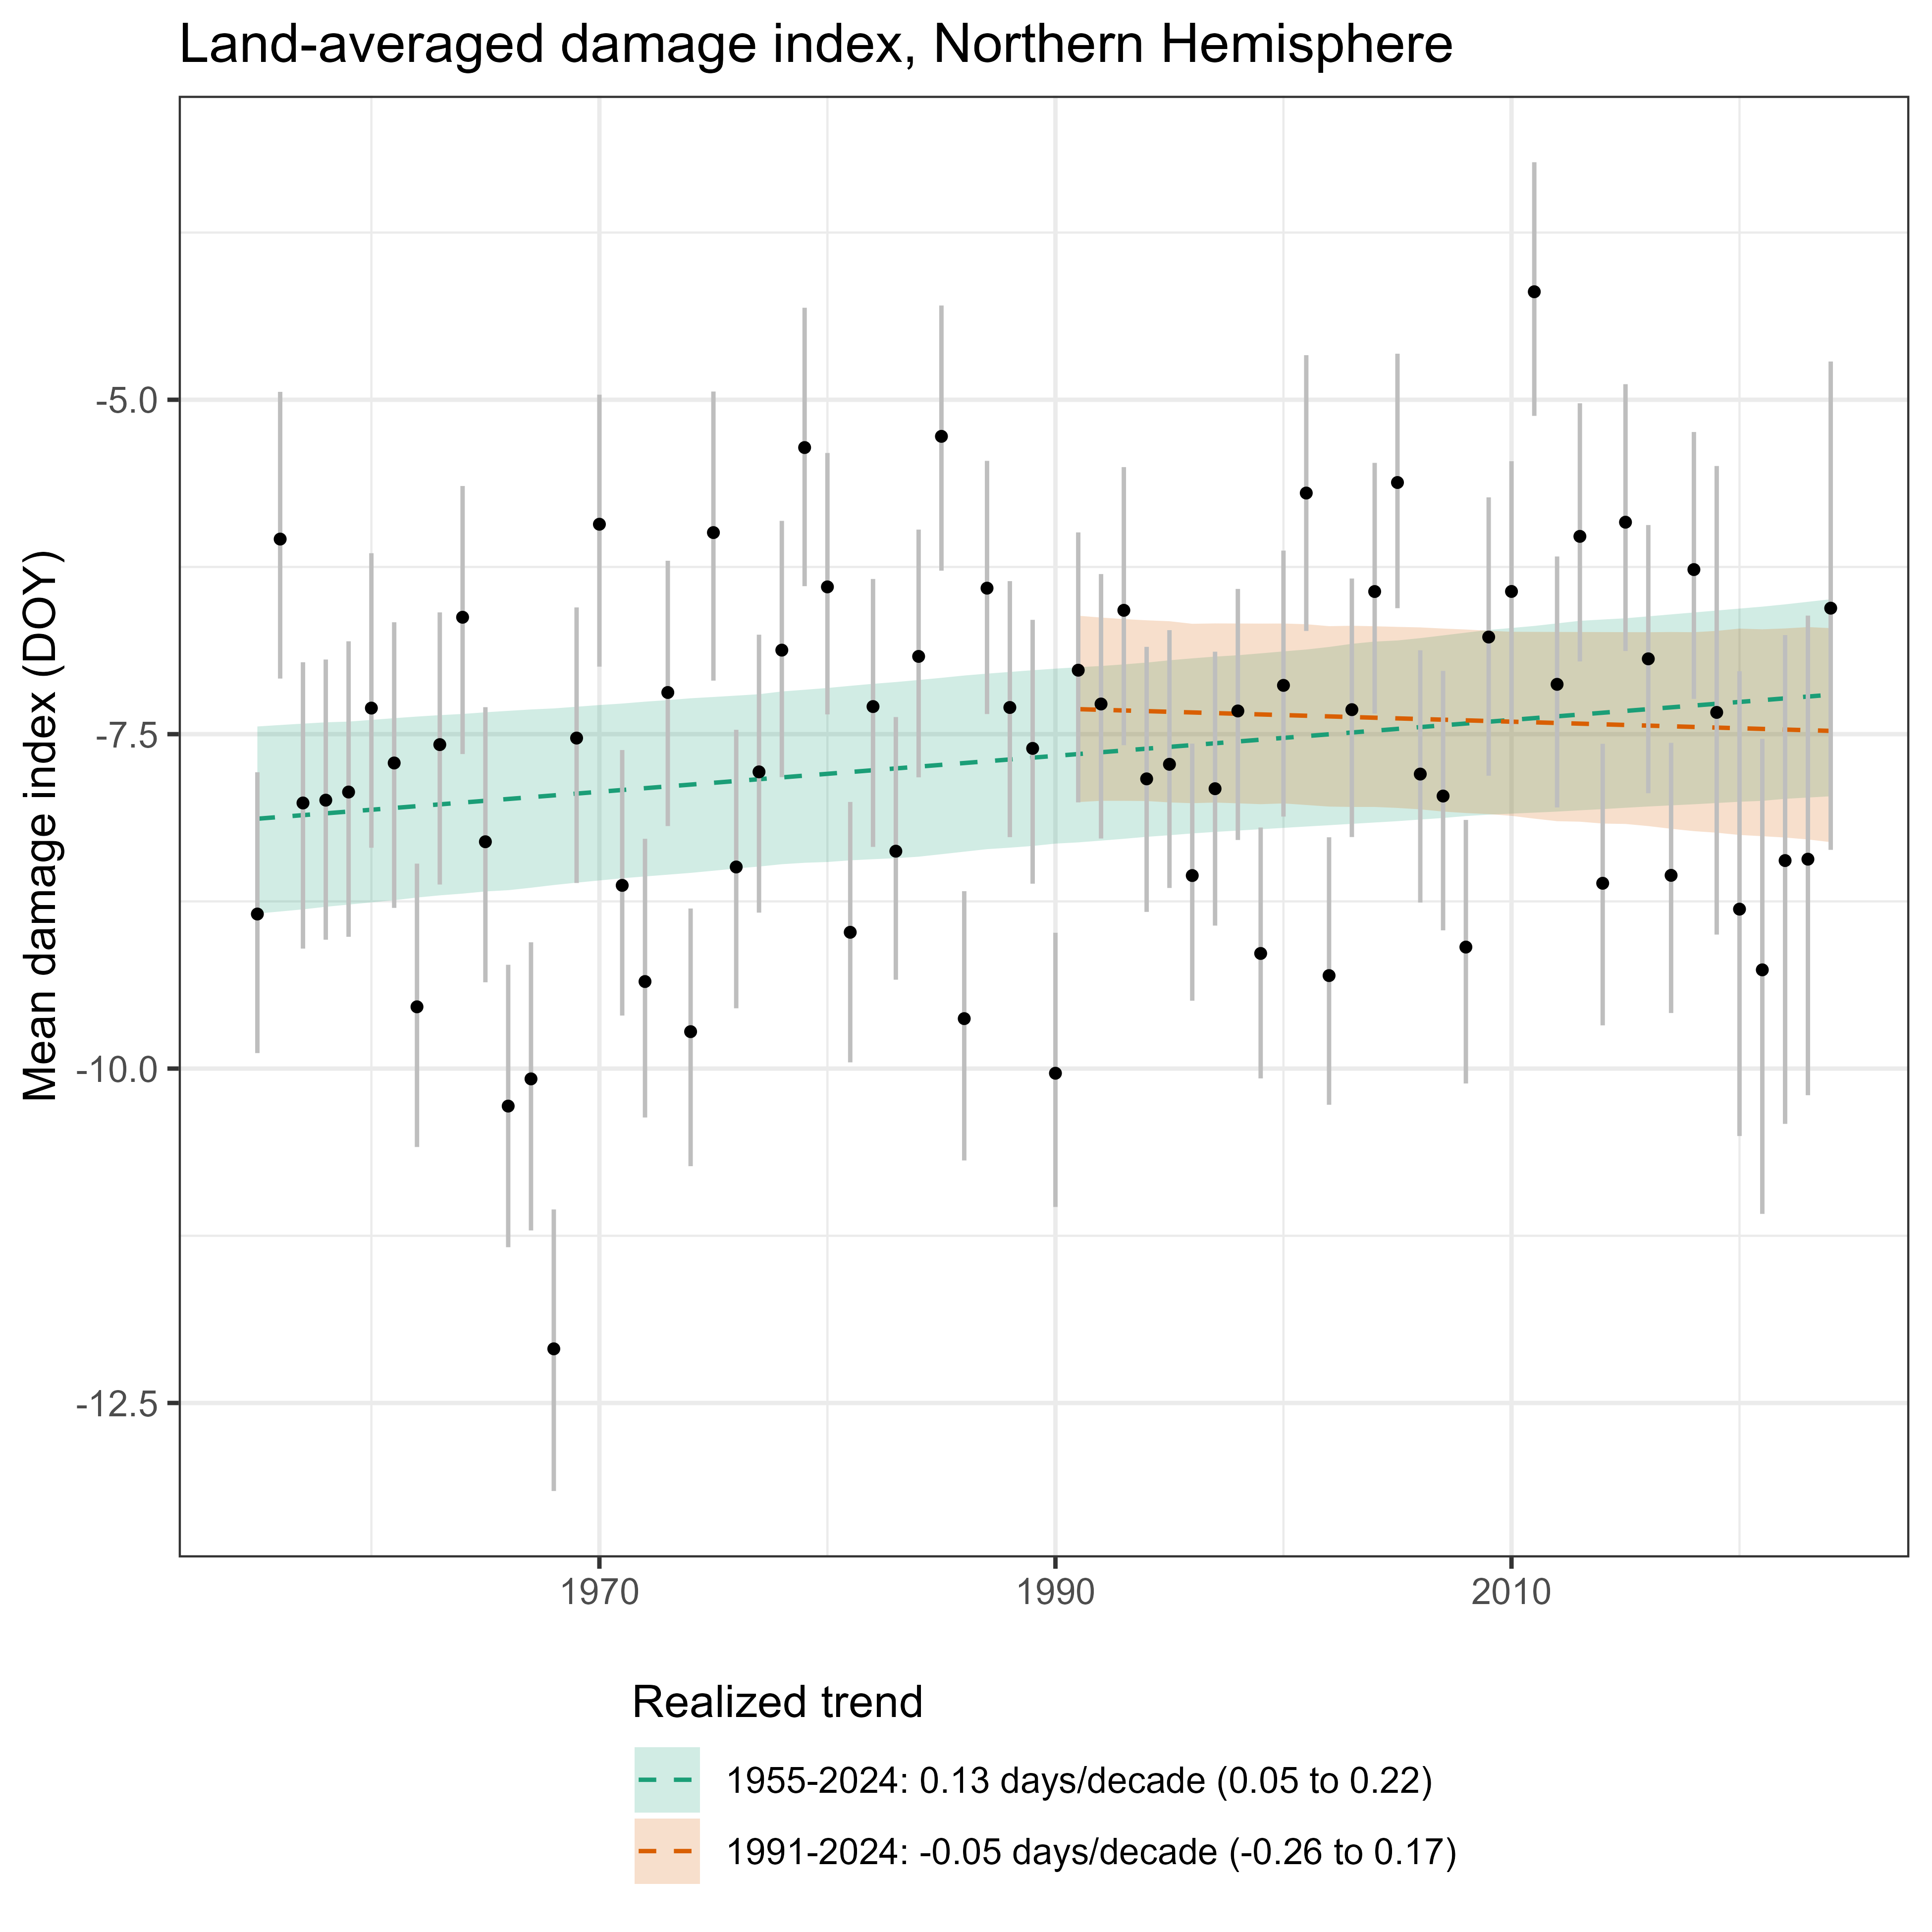 Land-averaged damage index, Northern Hemisphere
Mean damage index (DOY)
-5.0
-7.5
-10.0
-12.5
1970
1990
2010
Realized trend
1955-2024: 0.13 days/decade (0.05 to 0.22)
1991-2024: -0.05 days/decade (-0.26 to 0.17)